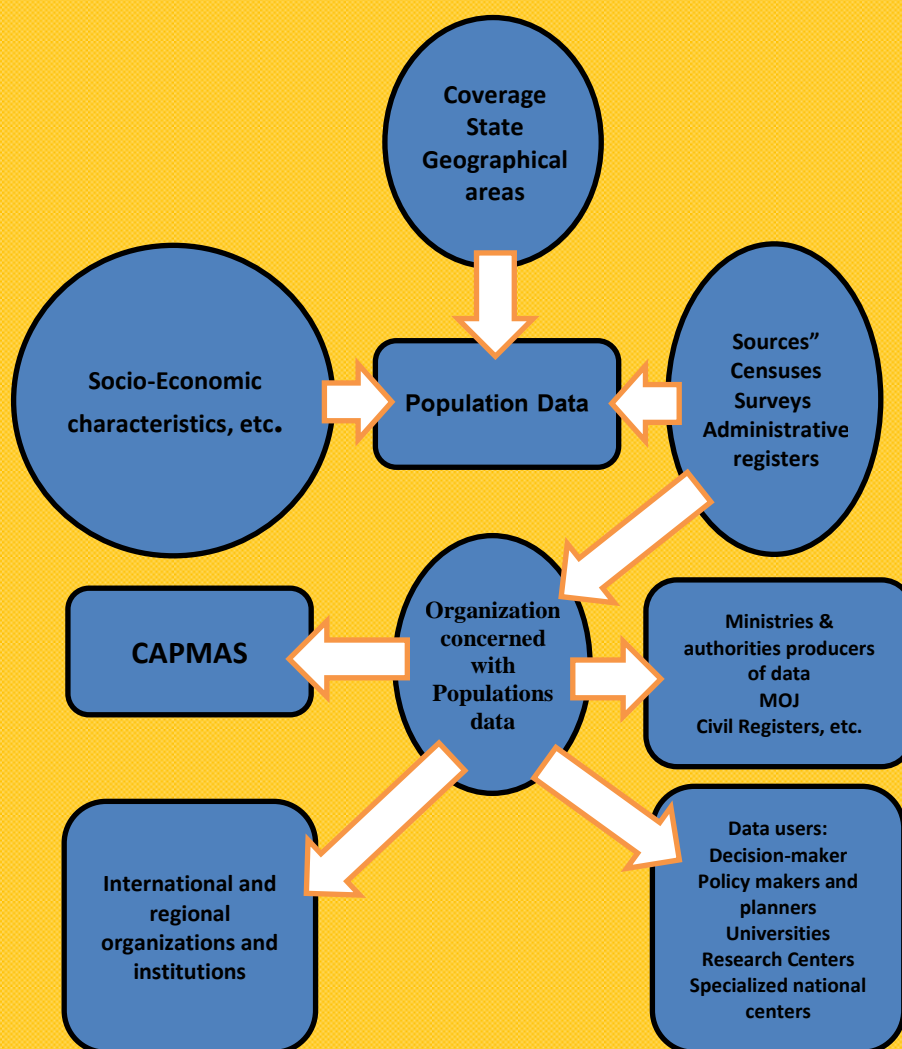 Coverage
State
Geographical
areas
Socio-Economic
characteristics, etc.
Population Data
Sources”
Censuses
Surveys
Administrative
registers
CAPMAS
Organization
concerned
with
Populations
data
Ministries &
authorities producers
of data
MOJ
Civil Registers, etc.
International and
regional
organizations and
institutions
Data users:
Decision-maker
Policy makers and
planners
Universities
Research Centers
Specialized national
centers